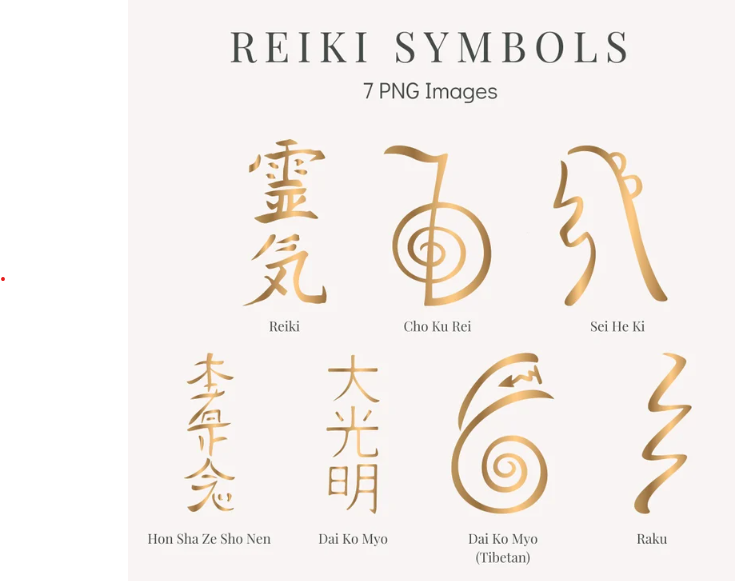 REIKI SYMBOLS
7 PNG Images
霊
気
Reiki
Cho Ku Rei
Sei He Ki
大
光
明
Hon Sha Ze Sho Nen
Dai Ko Myo
Dai Ko Myo
(Tibetan)
Raku